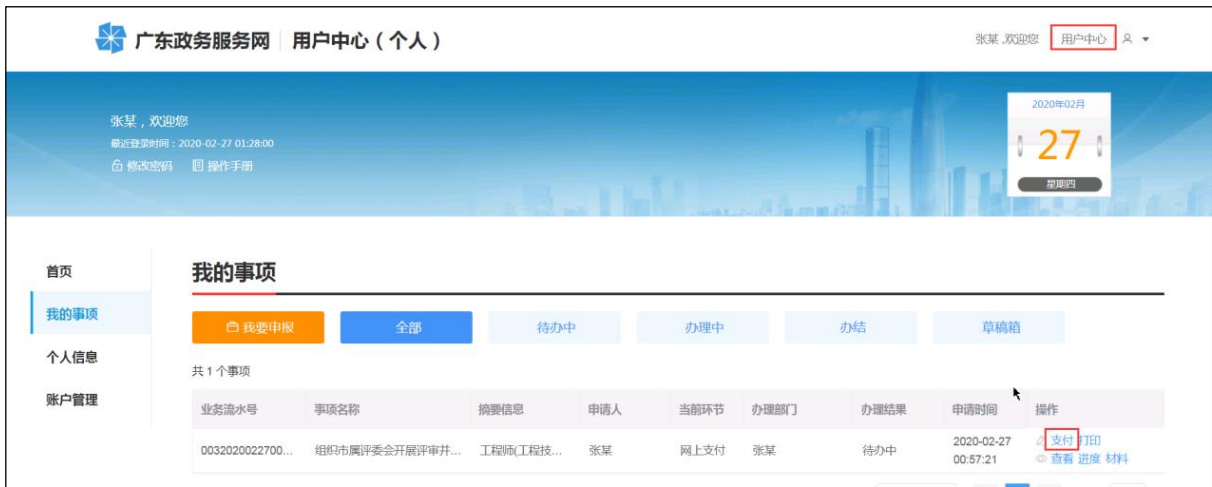 广东政务服务网 用户中心（个人）
张某 ,欢迎您 用户中心
张某，欢迎您
最近登录时间：2020-02-27 01:28:00
修改密码 操作手册
2020年02月
27
星期四
首页
我的事项
个人信息
账户管理
我的事项
我要申报 全部 待办中 办理中 办结 草稿箱
共 1 个事项
业务流水号 事项名称 摘要信息 申请人 当前环节 办理部门 办理结果 申请时间 操作
0032020022700... 组织市属评委会开展评审并... 工程师(工程技... 张某 网上支付 张某 待办中 2020-02-27 00:57:21 支付 打印
查看 进度 材料